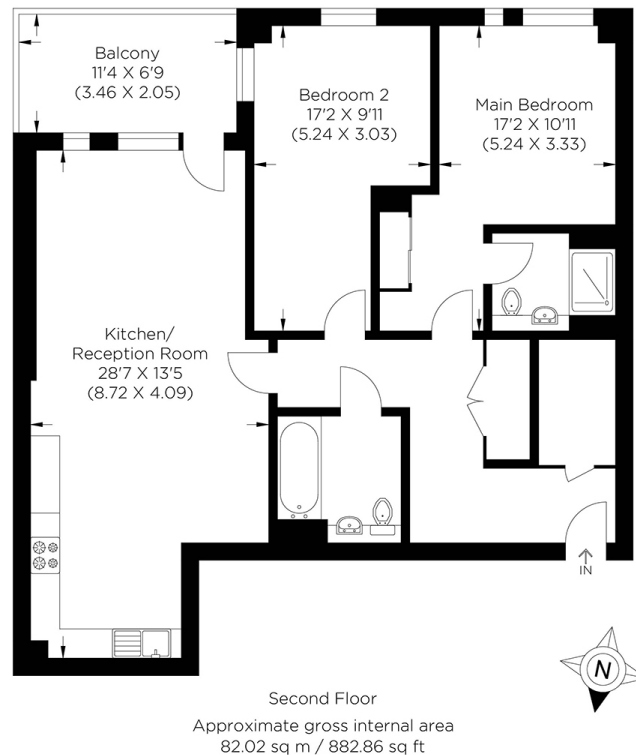 Balcony
11'4 X 6'9
(3.46 X 2.05)
Bedroom 2
17'2 X 9'11
(5.24 X 3.03)
Main Bedroom
17'2 X 10'11
(5.24 X 3.33)
Kitchen/
Reception Room
28'7 X 13'5
(8.72 X 4.09)
IN
N
Second Floor
Approximate gross internal area
82.02 sq m / 882.86 sq ft